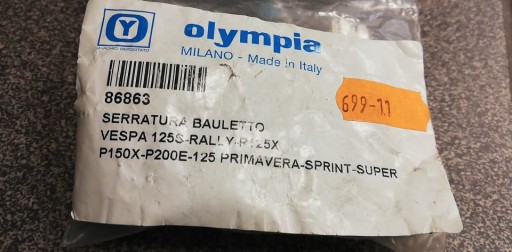 olympia
MILANO - Made in Italy
86863
699-11
SERRATURA BAULETTO
VESPA 125S-RALLY-P125X
P150X-P200E-125 PRIMAVERA-SPRINT-SUPER